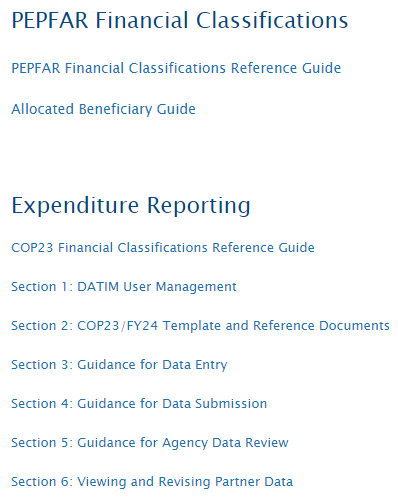 PEPFAR Financial Classifications
PEPFAR Financial Classifications Reference Guide
Allocated Beneficiary Guide
Expenditure Reporting
COP23 Financial Classifications Reference Guide
Section 1: DATIM User Management
Section 2: COP23/FY24 Template and Reference Documents
Section 3: Guidance for Data Entry
Section 4: Guidance for Data Submission
Section 5: Guidance for Agency Data Review
Section 6: Viewing and Revising Partner Data